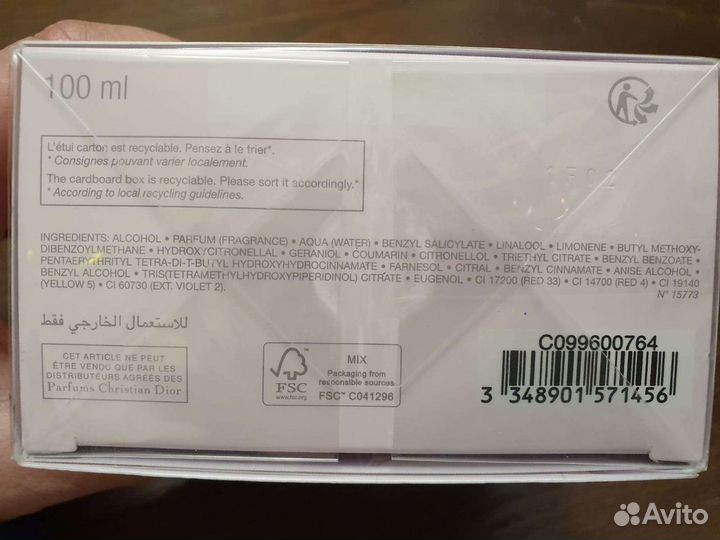 100 ml
L'étui carton est recyclable. Pensez à le trier*.
* Consignes pouvant varier localement.
The cardboard box is recyclable. Please sort it accordingly.*
* According to local recycling guidelines.
INGREDIENTS: ALCOHOL • PARFUM (FRAGRANCE) • AQUA (WATER) • BENZYL SALICYLATE • LINALOOL • LIMONENE • BUTYL METHOXY-
DIBENZOYLMETHANE • HYDROXYCITRONELLAL • GERANIOL • COUMARIN • CITRONELLOL • TRIETHYL CITRATE • BENZYL BENZOATE •
PENTAERYTHRITYL TETRA-DI-T-BUTYL HYDROXYHYDROCINNAMATE • FARNESOL • CITRAL • BENZYL CINNAMATE • ANISE ALCOHOL •
BENZYL ALCOHOL • TRIS(TETRAMETHYLHYDROXYPIPERIDINOL) CITRATE • EUGENOL • CI 17200 (RED 33) • CI 14700 (RED 4) • CI 19140
(YELLOW 5) • CI 60730 (EXT. VIOLET 2).
N° 15773
للاستعمال الخارجي فقط
CET ARTICLE NE PEUT
ÊTRE VENDU QUE PAR LES
DISTRIBUTEURS AGRÉÉS DES
Parfums Christian Dior
FSC
www.fsc.org
MIX
Packaging from
responsible sources
FSC™ C041296
C099600764
3 348901 571456
Avito